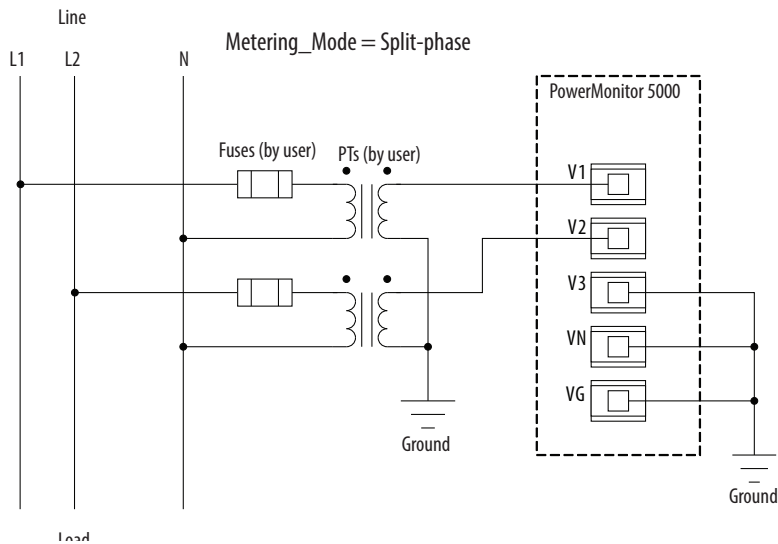 Line
Metering_Mode = Split-phase
L1 L2 N
PowerMonitor 5000
Fuses (by user) PTs (by user)
V1
V2
V3
VN
VG
Ground
Ground
Load